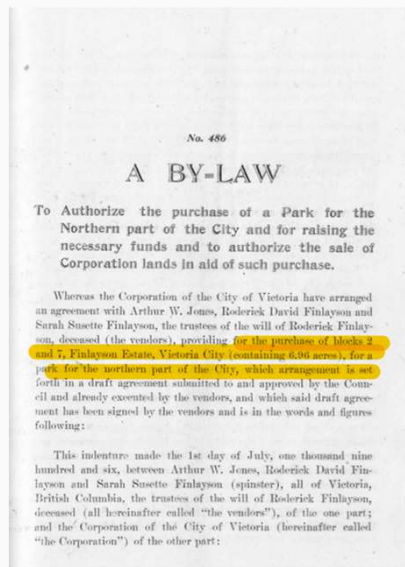 No. 486
A BY=LAW
To Authorize the purchase of a Park for the
Northern part of the City and for raising the
necessary funds and to authorize the sale of
Corporation lands in aid of such purchase.
Whereas the Corporation of the City of Victoria have arranged
an agreement with Arthur W. Jones, Roderick David Finlayson and
Sarah Susette Finlayson, the trustees of the will of Roderick Finlay-
son, deceased (the vendors), providing for the purchase of blocks 2
and 7, Finlayson Estate, Victoria City (containing 6.96 acres), for a
park for the northern part of the City, which arrangement is set
forth in a draft agreement submitted to and approved by the Coun-
cil and already executed by the vendors, and which said draft agree-
ment has been signed by the vendors and is in the words and figures
following:
This indenture made the 1st day of July, one thousand nine
hundred and six, between Arthur W. Jones, Roderick David Fin-
layson and Sarah Susette Finlayson (spinster), all of Victoria,
British Columbia, the trustees of the will of Roderick Finlayson,
deceased (all hereinafter called "the vendors"), of the one part;
and the Corporation of the City of Victoria (hereinafter called
"the Corporation") of the other part: